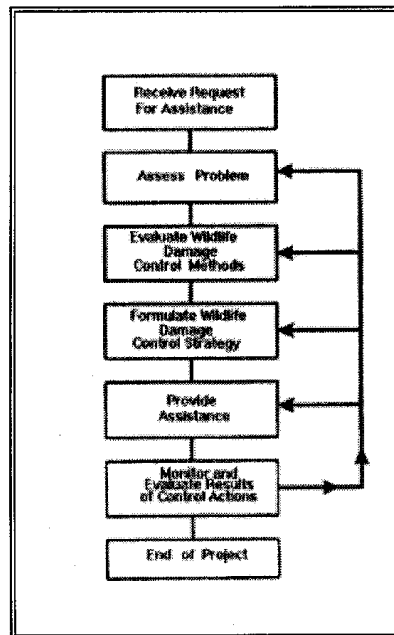 Receive Request
For Assistance
Assess Problem
Evaluate Wildlife
Damage
Control Methods
Formulate Wildlife
Damage
Control Strategy
Provide
Assistance
Monitor and
Evaluate Results
of Control Actions
End of Project